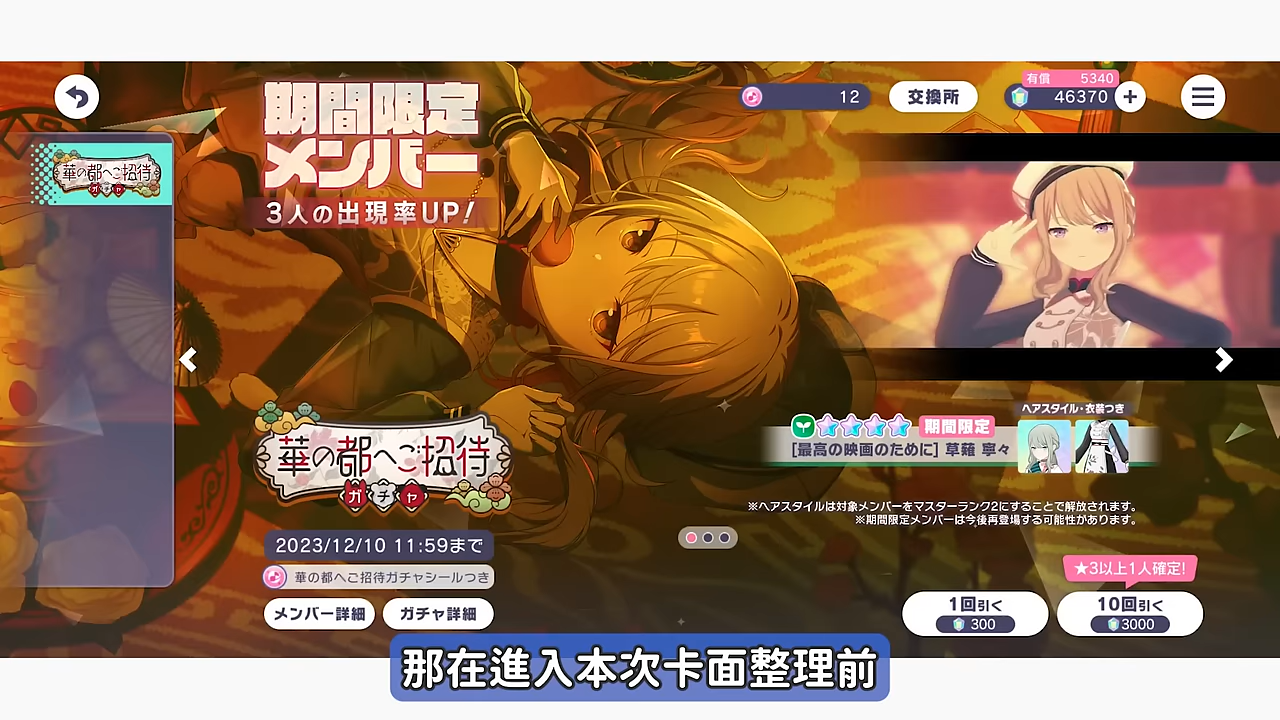 期間限定
メンバー
3人の出現率UP!
12
交換所
有償 5340
46370
華の都へご招待
ガチャ
ヘアスタイル・衣装つき
期間限定
[最高の映画のために] 草薙 寧々
※ヘアスタイルは対象メンバーをマスターランク2にすることで解放されます。
※期間限定メンバーは今後再登場する可能性があります。
華の都へご招待
ガチャ
2023/12/10 11:59まで
華の都へご招待ガチャシールつき
メンバー詳細
ガチャ詳細
★3以上1人確定!
1回引く
300
10回引く
3000
那在進入本次卡面整理前